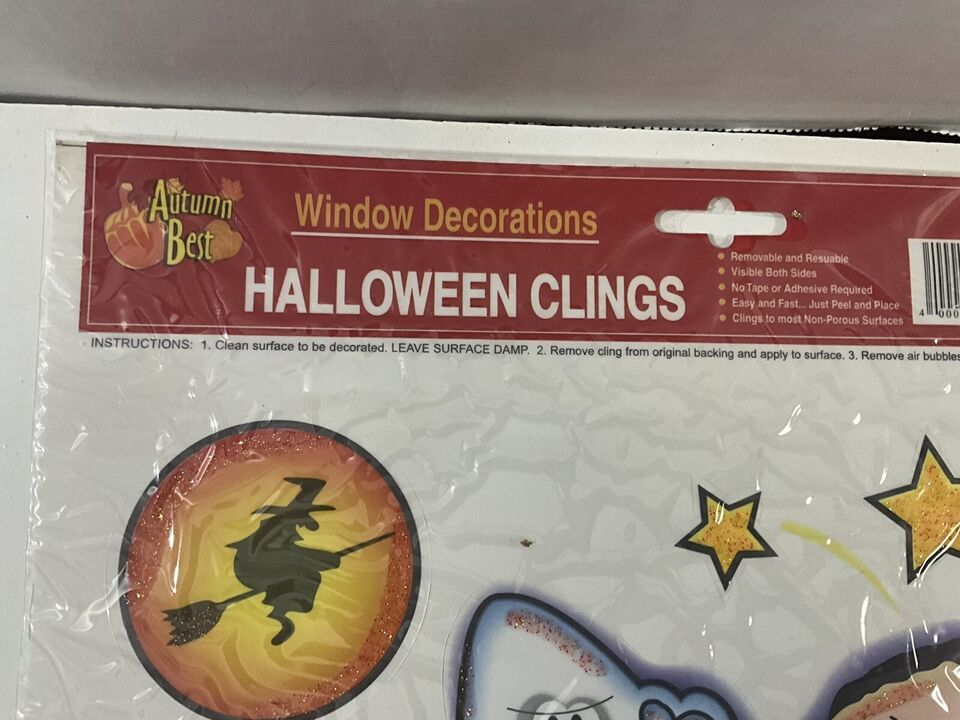 Autumn
Best
Window Decorations
HALLOWEEN CLINGS
Removable and Resuable
Visible Both Sides
No Tape or Adhesive Required
Easy and Fast... Just Peel and Place
Clings to most Non-Porous Surfaces
INSTRUCTIONS: 1. Clean surface to be decorated. LEAVE SURFACE DAMP. 2. Remove cling from original backing and apply to surface. 3. Remove air bubbles